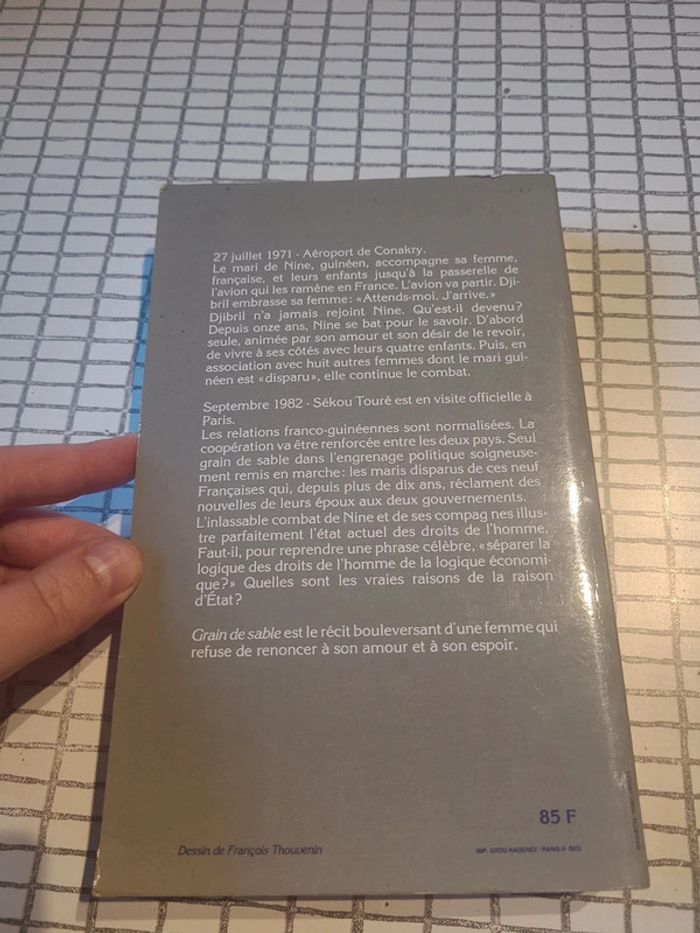 27 juillet 1971 - Aéroport de Conakry.
Le mari de Nine, guinéen, accompagne sa femme,
française, et leurs enfants jusqu'à la passerelle de
l'avion qui les ramène en France. L'avion va partir. Dji-
bril embrasse sa femme : «Attends-moi. J'arrive.»
Djibril n'a jamais rejoint Nine. Qu'est-il devenu?
Depuis onze ans, Nine se bat pour le savoir. D'abord
seule, animée par son amour et son désir de le revoir,
de vivre à ses côtés avec leurs quatre enfants. Puis, en
association avec huit autres femmes dont le mari gui-
néen est «disparu», elle continue le combat.
Septembre 1982 - Sékou Touré est en visite officielle à
Paris.
Les relations franco-guinéennes sont normalisées. La
coopération va être renforcée entre les deux pays. Seul
grain de sable dans l'engrenage politique soigneuse-
ment remis en marche : les maris disparus de ces neuf
Françaises qui, depuis plus de dix ans, réclament des
nouvelles de leurs époux aux deux gouvernements.
L'inlassable combat de Nine et de ses compag nes illus-
tre parfaitement l'état actuel des droits de l'homme.
Faut-il, pour reprendre une phrase célèbre, «séparer la
logique des droits de l'homme de la logique économi-
que?» Quelles sont les vraies raisons de la raison
d'État?
Grain de sable est le récit bouleversant d'une femme qui
refuse de renoncer à son amour et à son espoir.
85 F
Dessin de François Thouvenin
IMP. GROU-RADENEZ - PARIS 6